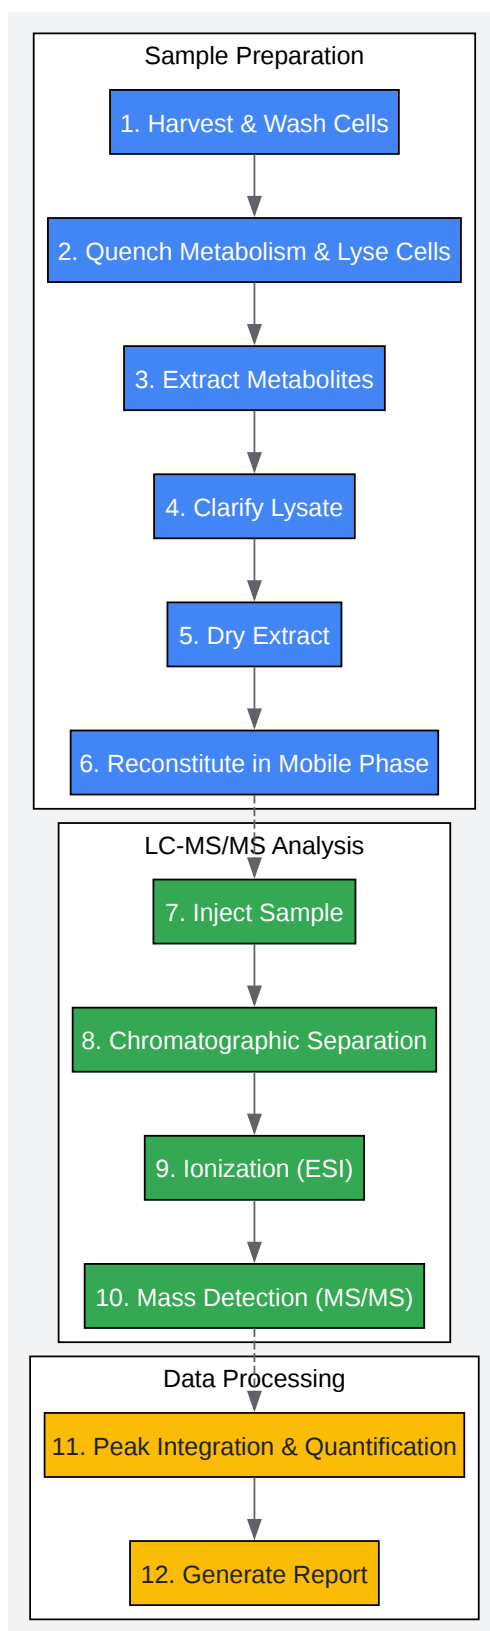 Sample Preparation
1. Harvest & Wash Cells
2. Quench Metabolism & Lyse Cells
3. Extract Metabolites
4. Clarify Lysate
5. Dry Extract
6. Reconstitute in Mobile Phase
LC-MS/MS Analysis
7. Inject Sample
8. Chromatographic Separation
9. Ionization (ESI)
10. Mass Detection (MS/MS)
Data Processing
11. Peak Integration & Quantification
12. Generate Report